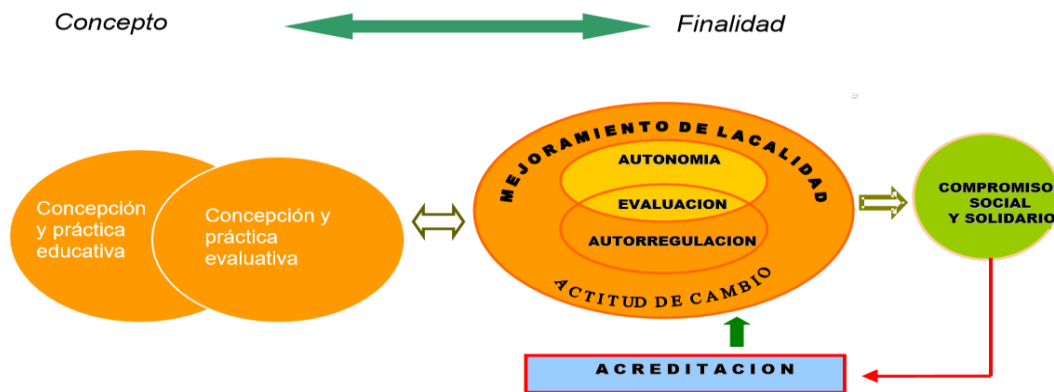 Concepto
Finalidad
Concepción
y práctica
educativa
Concepción y
práctica
evaluativa
MEJORAMIENTO DE LACALIDAD
AUTONOMIA
EVALUACION
AUTORREGULACION
ACTITUD DE CAMBIO
COMPROMISO
SOCIAL
Y SOLIDARIO
ACREDITACION